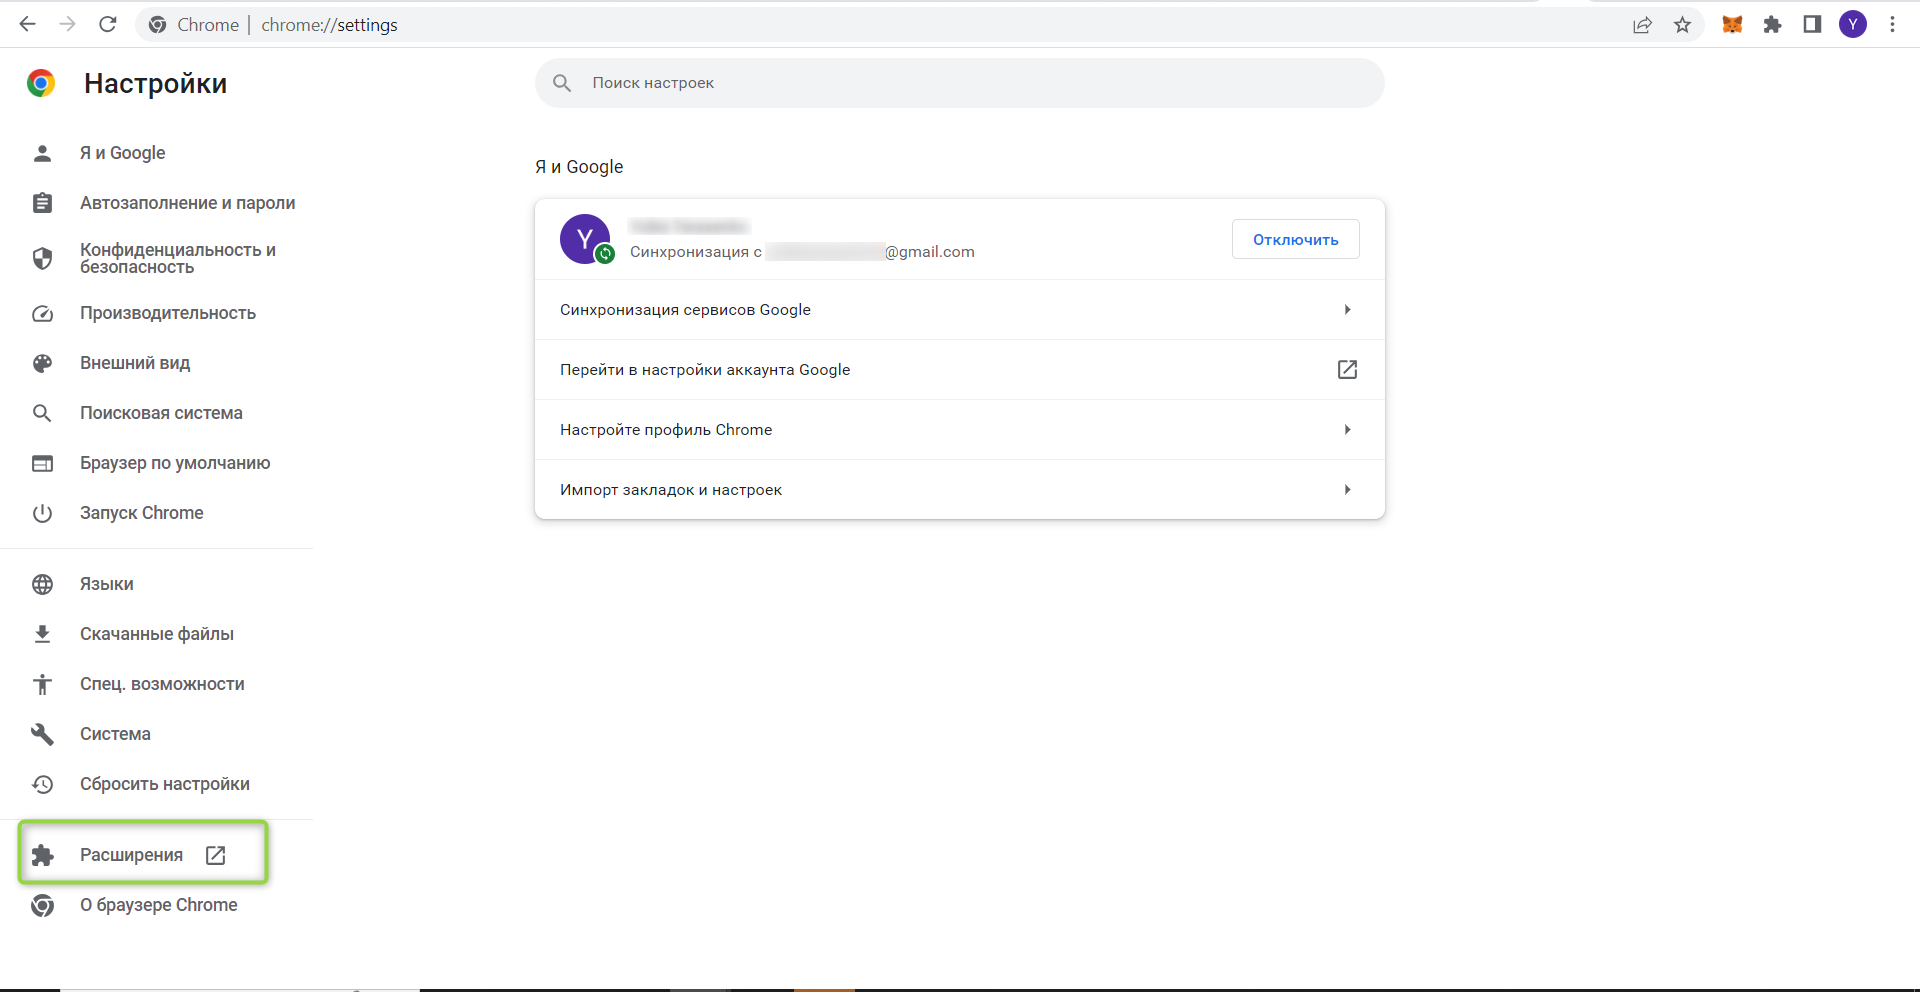 Chrome | chrome://settings
Y
Настройки
Поиск настроек
Я и Google
Автозаполнение и пароли
Конфиденциальность и
безопасность
Производительность
Внешний вид
Поисковая система
Браузер по умолчанию
Запуск Chrome
Языки
Скачанные файлы
Спец. возможности
Система
Сбросить настройки
Расширения
О браузере Chrome
Я и Google
Y
Синхронизация с @gmail.com
Отключить
Синхронизация сервисов Google
Перейти в настройки аккаунта Google
Настройте профиль Chrome
Импорт закладок и настроек